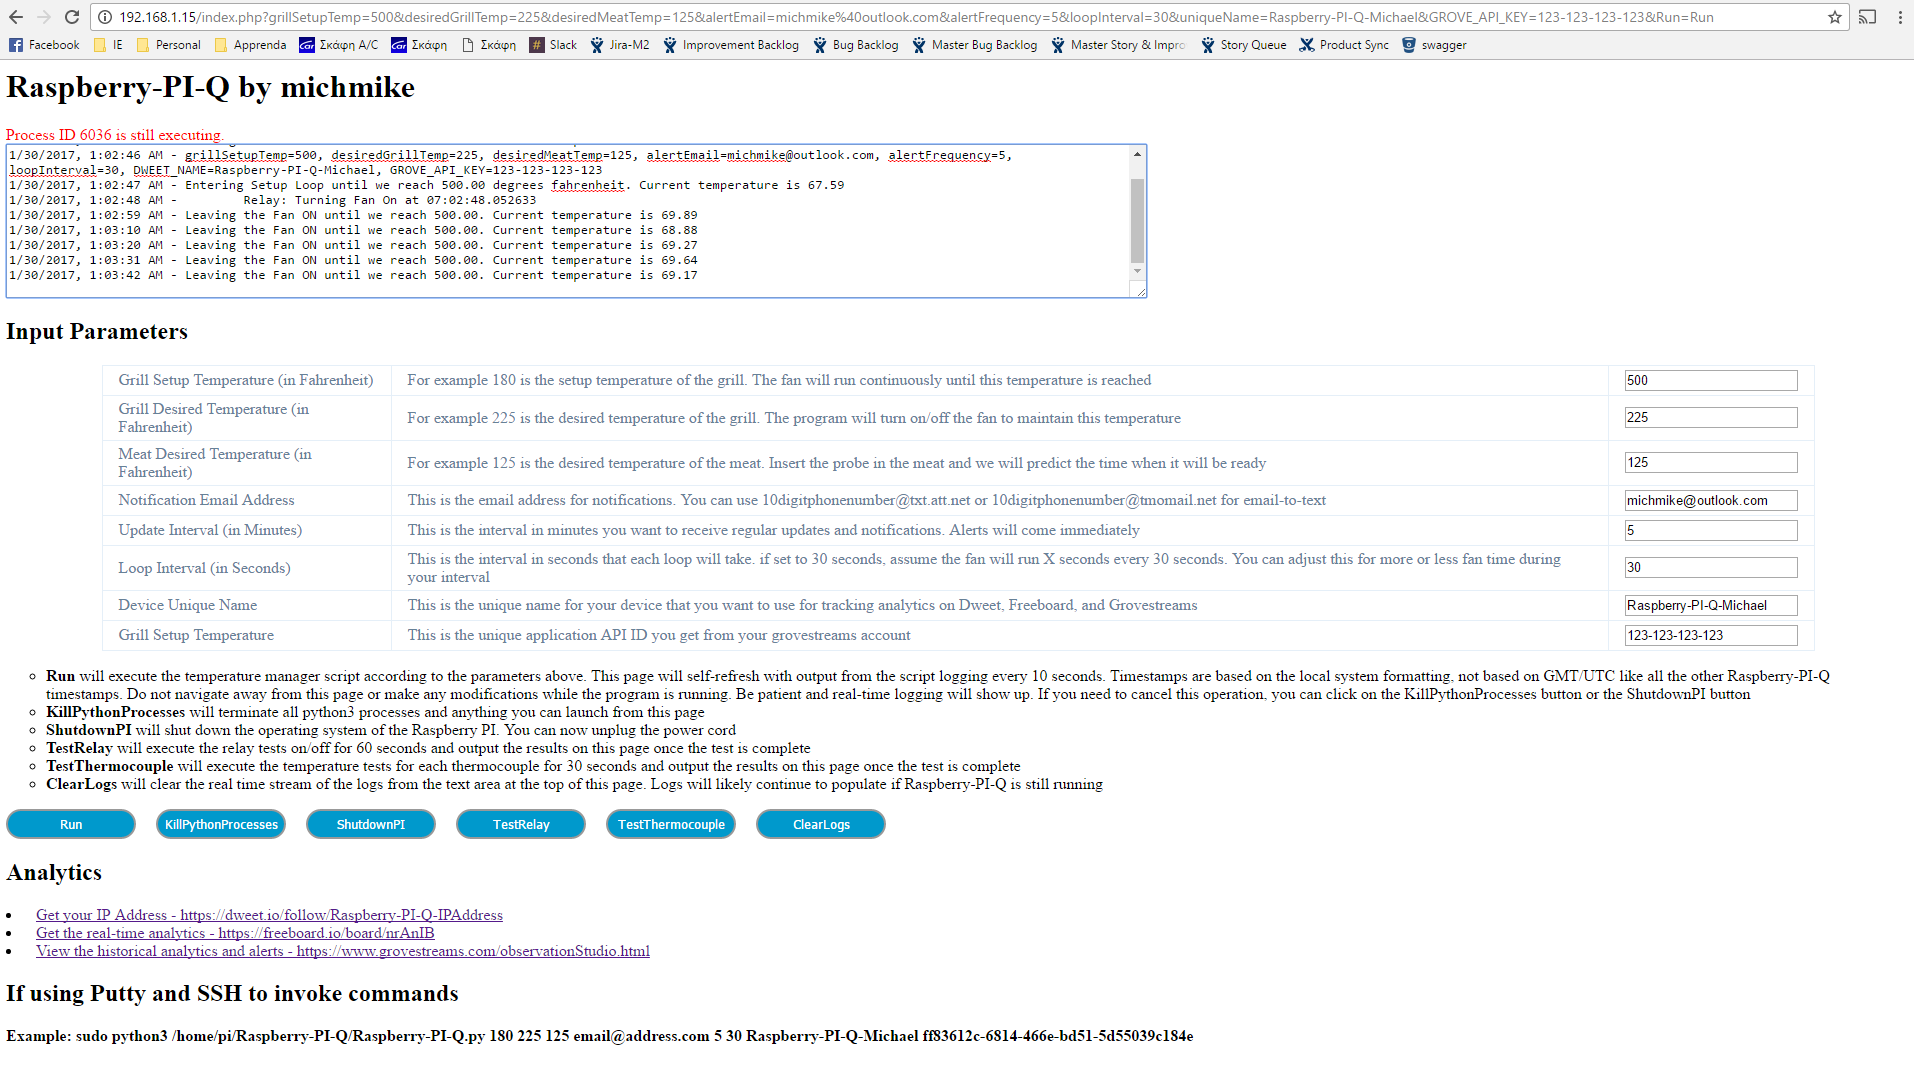 192.168.1.15/index.php?grillSetupTemp=500&desiredGrillTemp=225&desiredMeatTemp=125&alertEmail=michmike%40outlook.com&alertFrequency=5&loopInterval=30&uniqueName=Raspberry-PI-Q-Michael&GROVE_API_KEY=123-123-123-123&Run=Run
Facebook IE Personal Apprenda Σκάφη A/C Σκάφη Σκάφη Slack Jira-M2 Improvement Backlog Bug Backlog Master Bug Backlog Master Story & Impro Story Queue Product Sync swagger
Raspberry-PI-Q by michmike
Process ID 6036 is still executing.
1/30/2017, 1:02:46 AM - grillSetupTemp=500, desiredGrillTemp=225, desiredMeatTemp=125, alertEmail=michmike@outlook.com, alertFrequency=5,
loopInterval=30, DWEET_NAME=Raspberry-PI-Q-Michael, GROVE_API_KEY=123-123-123-123
1/30/2017, 1:02:47 AM - Entering Setup Loop until we reach 500.00 degrees fahrenheit. Current temperature is 67.59
1/30/2017, 1:02:48 AM - Relay: Turning Fan On at 07:02:48.052633
1/30/2017, 1:02:59 AM - Leaving the Fan ON until we reach 500.00. Current temperature is 69.89
1/30/2017, 1:03:10 AM - Leaving the Fan ON until we reach 500.00. Current temperature is 68.88
1/30/2017, 1:03:20 AM - Leaving the Fan ON until we reach 500.00. Current temperature is 69.27
1/30/2017, 1:03:31 AM - Leaving the Fan ON until we reach 500.00. Current temperature is 69.64
1/30/2017, 1:03:42 AM - Leaving the Fan ON until we reach 500.00. Current temperature is 69.17
Input Parameters
Grill Setup Temperature (in Fahrenheit) For example 180 is the setup temperature of the grill. The fan will run continuously until this temperature is reached 500
Grill Desired Temperature (in
Fahrenheit) For example 225 is the desired temperature of the grill. The program will turn on/off the fan to maintain this temperature 225
Meat Desired Temperature (in
Fahrenheit) For example 125 is the desired temperature of the meat. Insert the probe in the meat and we will predict the time when it will be ready 125
Notification Email Address This is the email address for notifications. You can use 10digitphonenumber@txt.att.net or 10digitphonenumber@tmomail.net for email-to-text michmike@outlook.com
Update Interval (in Minutes) This is the interval in minutes you want to receive regular updates and notifications. Alerts will come immediately 5
Loop Interval (in Seconds) This is the interval in seconds that each loop will take. if set to 30 seconds, assume the fan will run X seconds every 30 seconds. You can adjust this for more or less fan time during
your interval 30
Device Unique Name This is the unique name for your device that you want to use for tracking analytics on Dweet, Freeboard, and Grovestreams Raspberry-PI-Q-Michael
Grill Setup Temperature This is the unique application API ID you get from your grovestreams account 123-123-123-123
Run will execute the temperature manager script according to the parameters above. This page will self-refresh with output from the script logging every 10 seconds. Timestamps are based on the local system formatting, not based on GMT/UTC like all the other Raspberry-PI-Q
timestamps. Do not navigate away from this page or make any modifications while the program is running. Be patient and real-time logging will show up. If you need to cancel this operation, you can click on the KillPythonProcesses button or the ShutdownPI button
KillPythonProcesses will terminate all python3 processes and anything you can launch from this page
ShutdownPI will shut down the operating system of the Raspberry PI. You can now unplug the power cord
TestRelay will execute the relay tests on/off for 60 seconds and output the results on this page once the test is complete
TestThermocouple will execute the temperature tests for each thermocouple for 30 seconds and output the results on this page once the test is complete
ClearLogs will clear the real time stream of the logs from the text area at the top of this page. Logs will likely continue to populate if Raspberry-PI-Q is still running
Run KillPythonProcesses ShutdownPI TestRelay TestThermocouple ClearLogs
Analytics
Get your IP Address - https://dweet.io/follow/Raspberry-PI-Q-IPAddress
Get the real-time analytics - https://freeboard.io/board/nrAnIB
View the historical analytics and alerts - https://www.grovestreams.com/observationStudio.html
If using Putty and SSH to invoke commands
Example: sudo python3 /home/pi/Raspberry-PI-Q/Raspberry-PI-Q.py 180 225 125 email@address.com 5 30 Raspberry-PI-Q-Michael ff83612c-6814-466e-bd51-5d55039c184e